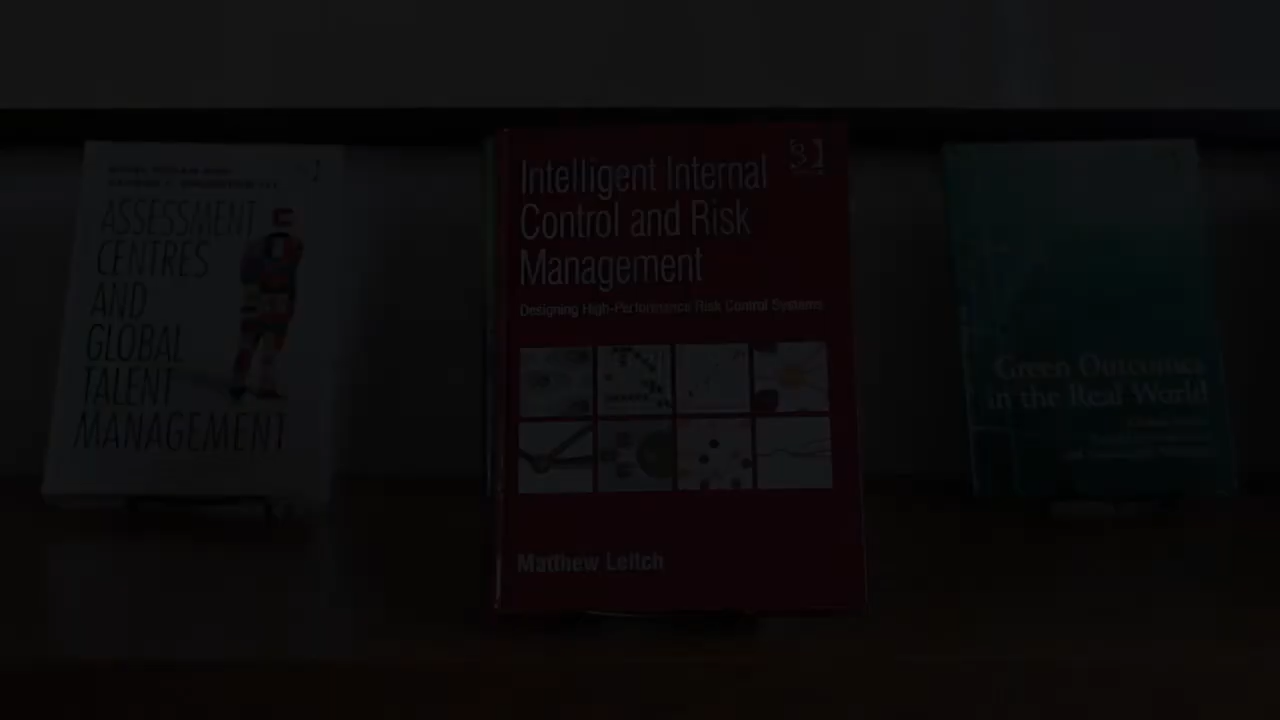 ASSESSMENT
CENTRES
AND
GLOBAL
TALENT
MANAGEMENT
Intelligent Internal
Control and Risk
Management
Designing High-Performance Risk Control Systems
Matthew Leitch
Green Outcomes
in the Real World